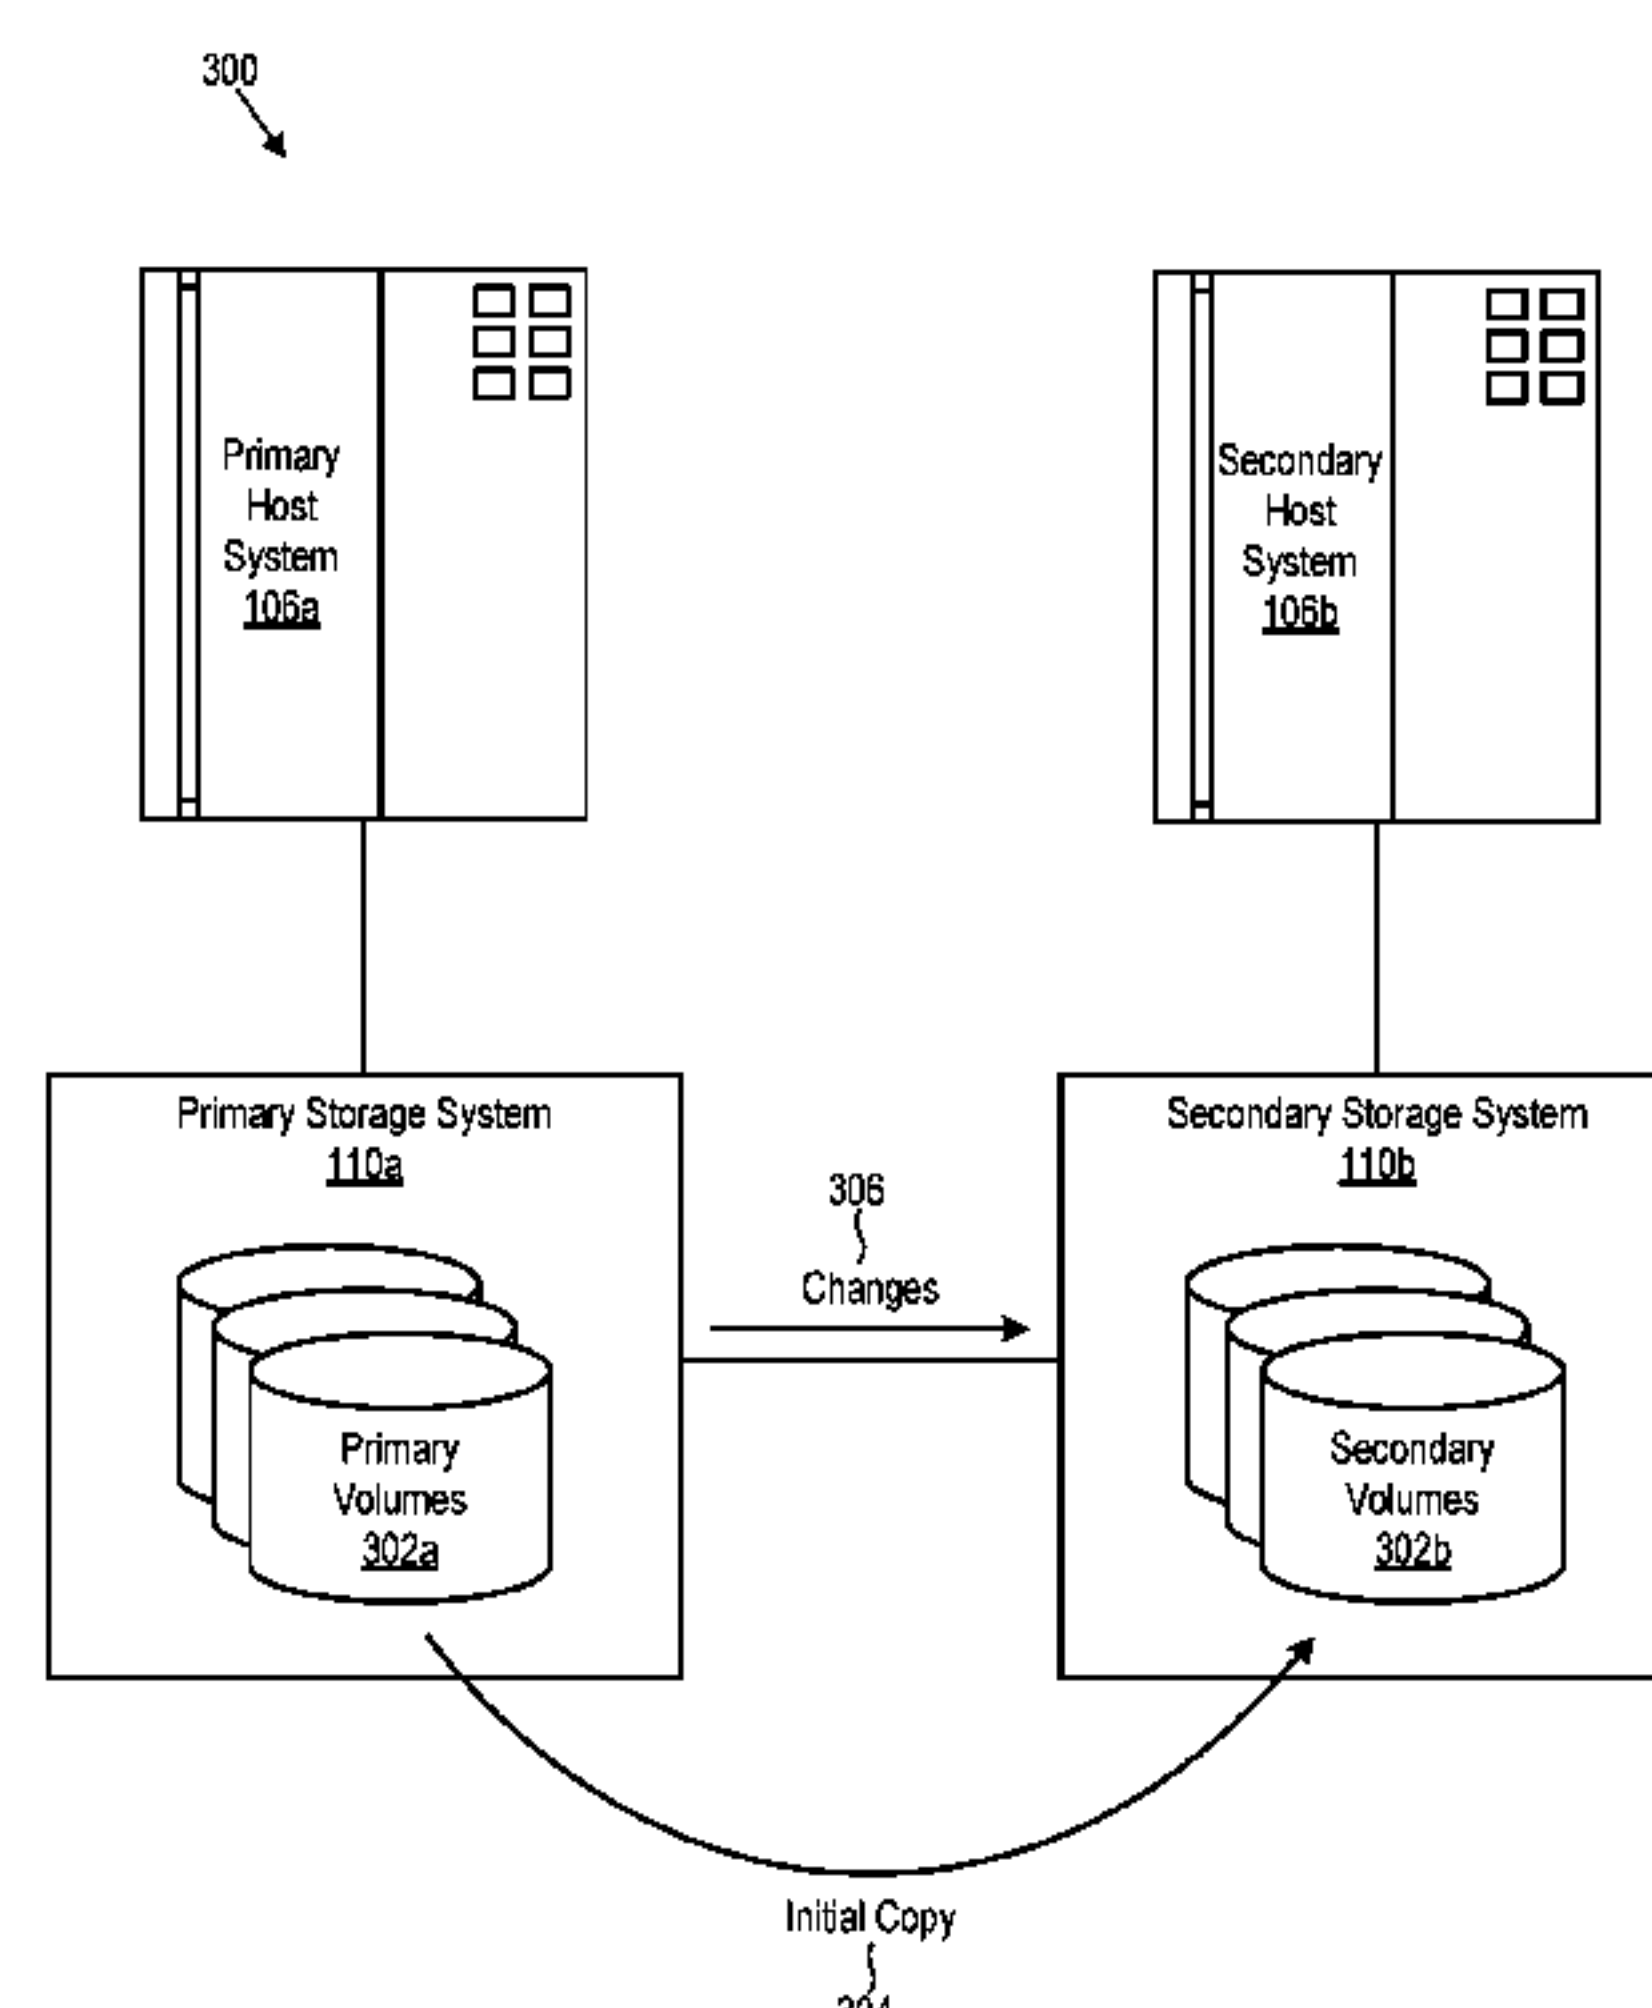 300
Primary
Host
System
106a
Secondary
Host
System
106b
Primary Storage System
110a
Secondary Storage System
110b
306
Changes
Primary
Volumes
302a
Secondary
Volumes
302b
Initial Copy